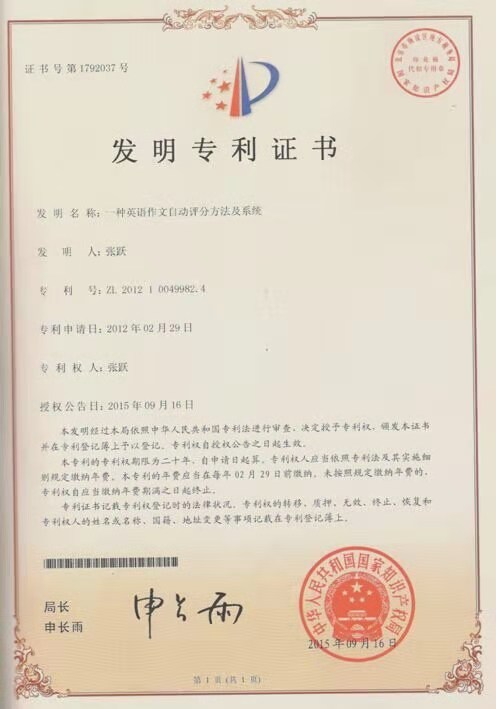 证书号第1792037号
代办专用章
发明专利证书
发明名称：一种英语作文自动评分方法及系统
发明人：张跃
专利号：ZL 2012 1 0049982.4
专利申请日：2012年02月29日
专利权人：张跃
授权公告日：2015年09月16日
本发明经过本局依照中华人民共和国专利法进行审查，决定授予专利权，颁发本证书
并在专利登记簿上予以登记。专利权自授权公告之日起生效。
本专利的专利权期限为二十年，自申请日起算。专利权人应当依照专利法及其实施细
则规定缴纳年费。本专利的年费应当在每年02月29日前缴纳。未按照规定缴纳年费的，
专利权自应当缴纳年费期满之日起终止。
专利证书记载专利权登记时的法律状况。专利权的转移、质押、无效、终止、恢复和
专利权人的姓名或名称、国籍、地址变更等事项记载在专利登记簿上。
局长
申长雨
申长雨
中华人民共和国国家知识产权局
2015年09月16日
第1页(共1页)